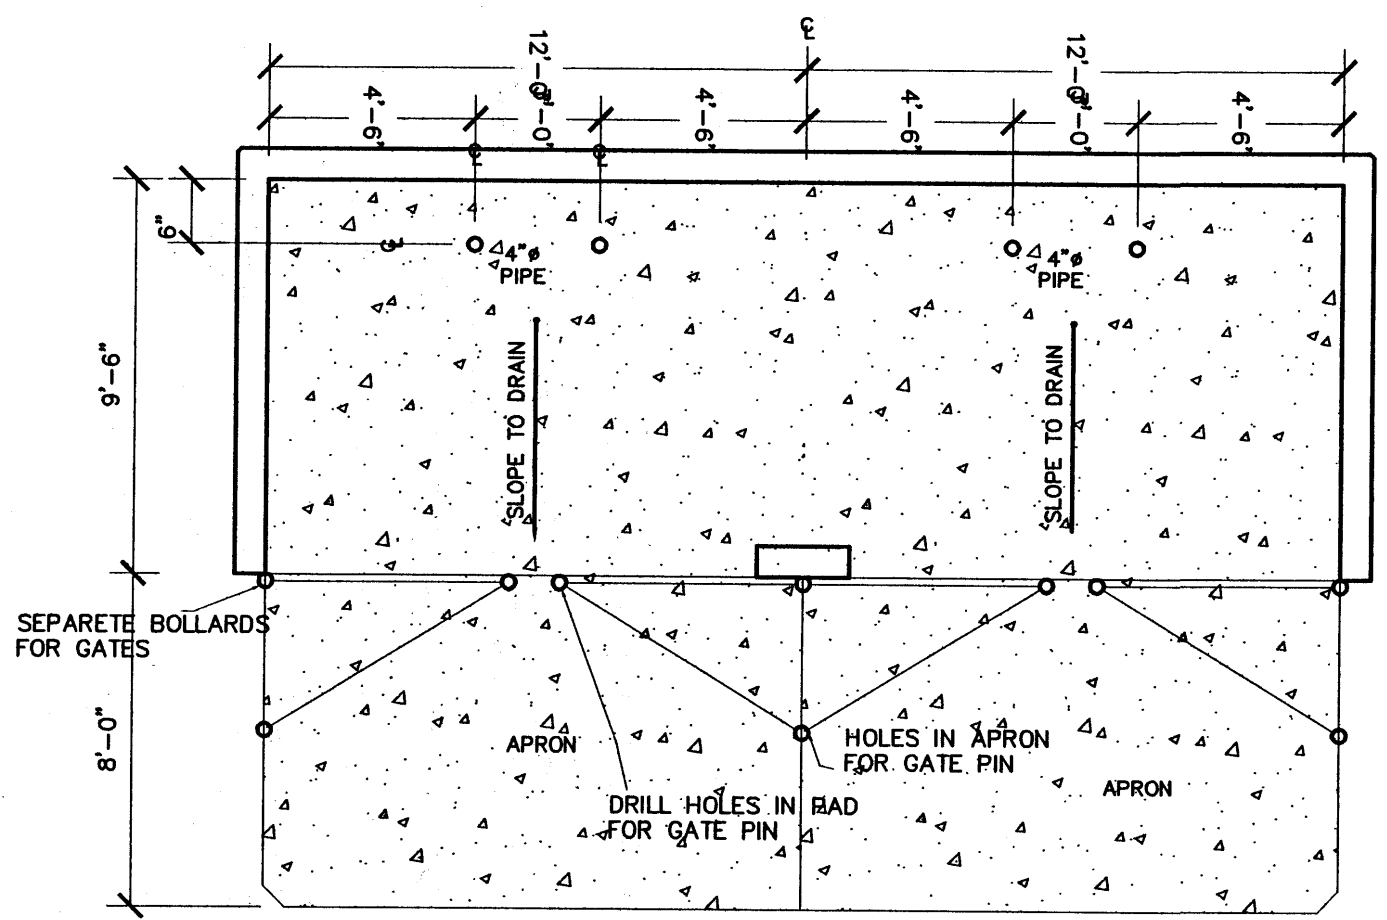 ℄
12'-0"
12'-0"
4'-6"
3'-0"
4'-6"
4'-6"
3'-0"
4'-6"
℄
℄
6"
℄
4"ø
PIPE
4"ø
PIPE
9'-6"
SLOPE TO DRAIN
SLOPE TO DRAIN
SEPARETE BOLLARDS
FOR GATES
8'-0"
APRON
HOLES IN APRON
FOR GATE PIN
APRON
DRILL HOLES IN PAD
FOR GATE PIN